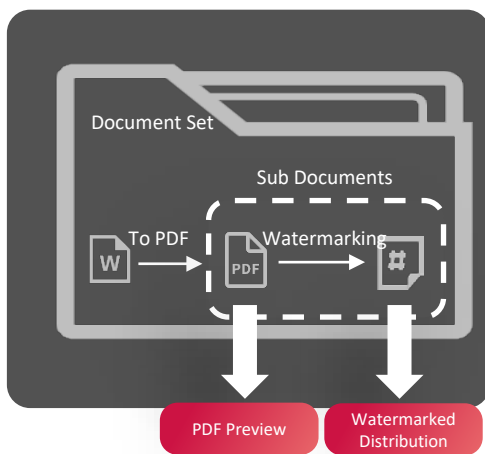 Document Set
Sub Documents
To PDF
Watermarking
W
PDF
#
PDF Preview
Watermarked
Distribution